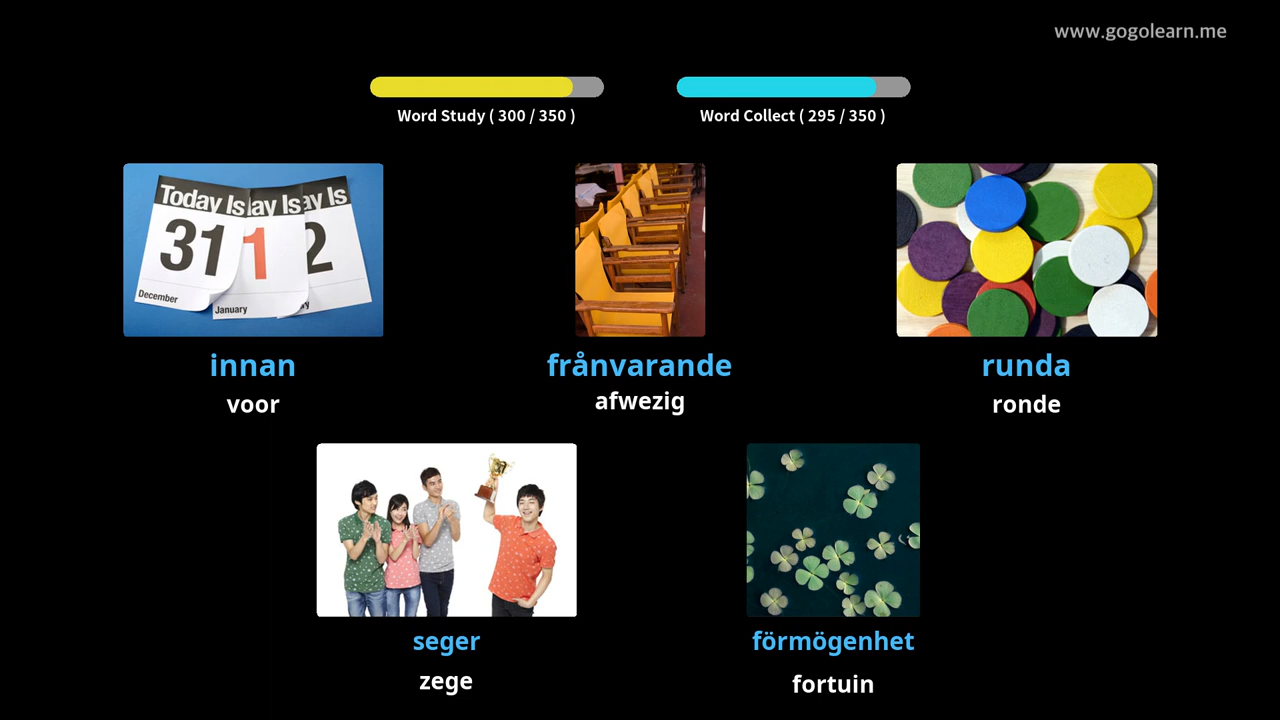 www.gogolearn.me
Word Study ( 300 / 350 )
Word Collect ( 295 / 350 )
Today Is
ay Is
ay Is
31
1
2
December
January
ry
innan
frånvarande
runda
voor
afwezig
ronde
seger
förmögenhet
zege
fortuin